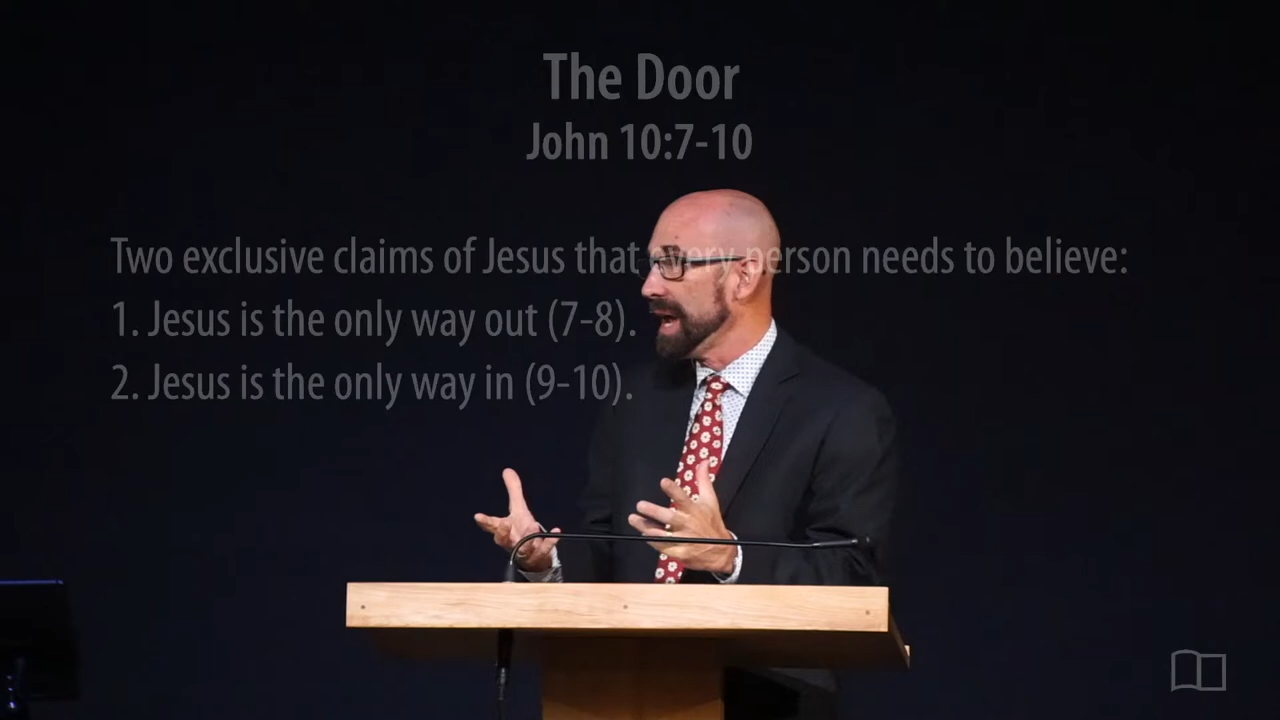 The Door
John 10:7-10
Two exclusive claims of Jesus that every person needs to believe:
1. Jesus is the only way out (7-8).
2. Jesus is the only way in (9-10).